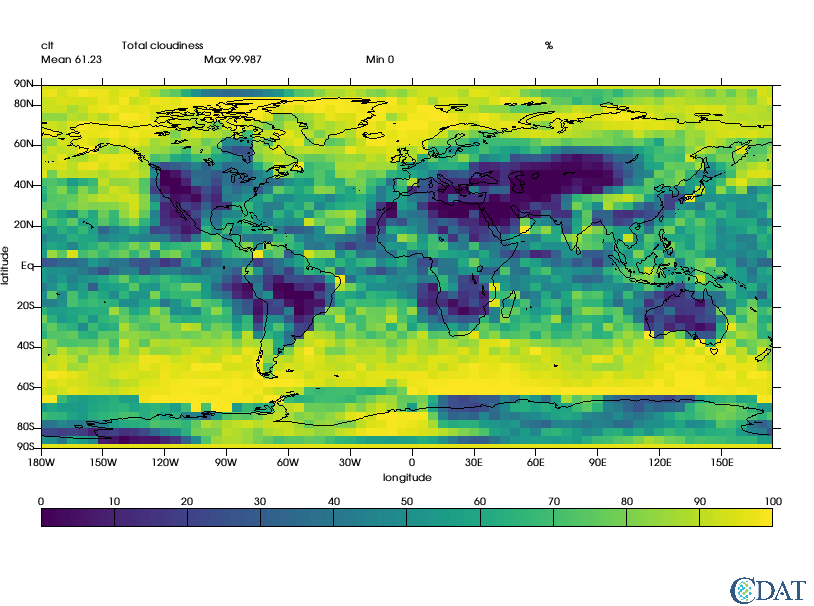 clt Total cloudiness %
Mean 61.23 Max 99.987 Min 0
90N
80N
60N
40N
20N
Eq
20S
40S
60S
80S
90S
latitude
180W 150W 120W 90W 60W 30W 0 30E 60E 90E 120E 150E
longitude
0 10 20 30 40 50 60 70 80 90 100
CDAT